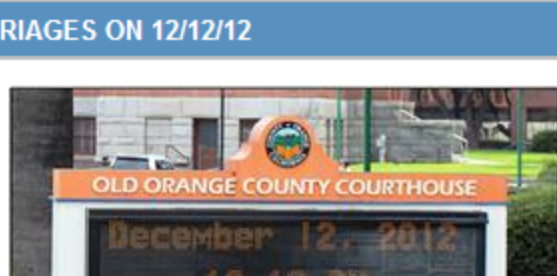 RIAGES ON 12/12/12
OLD ORANGE COUNTY COURTHOUSE
December 12, 2012